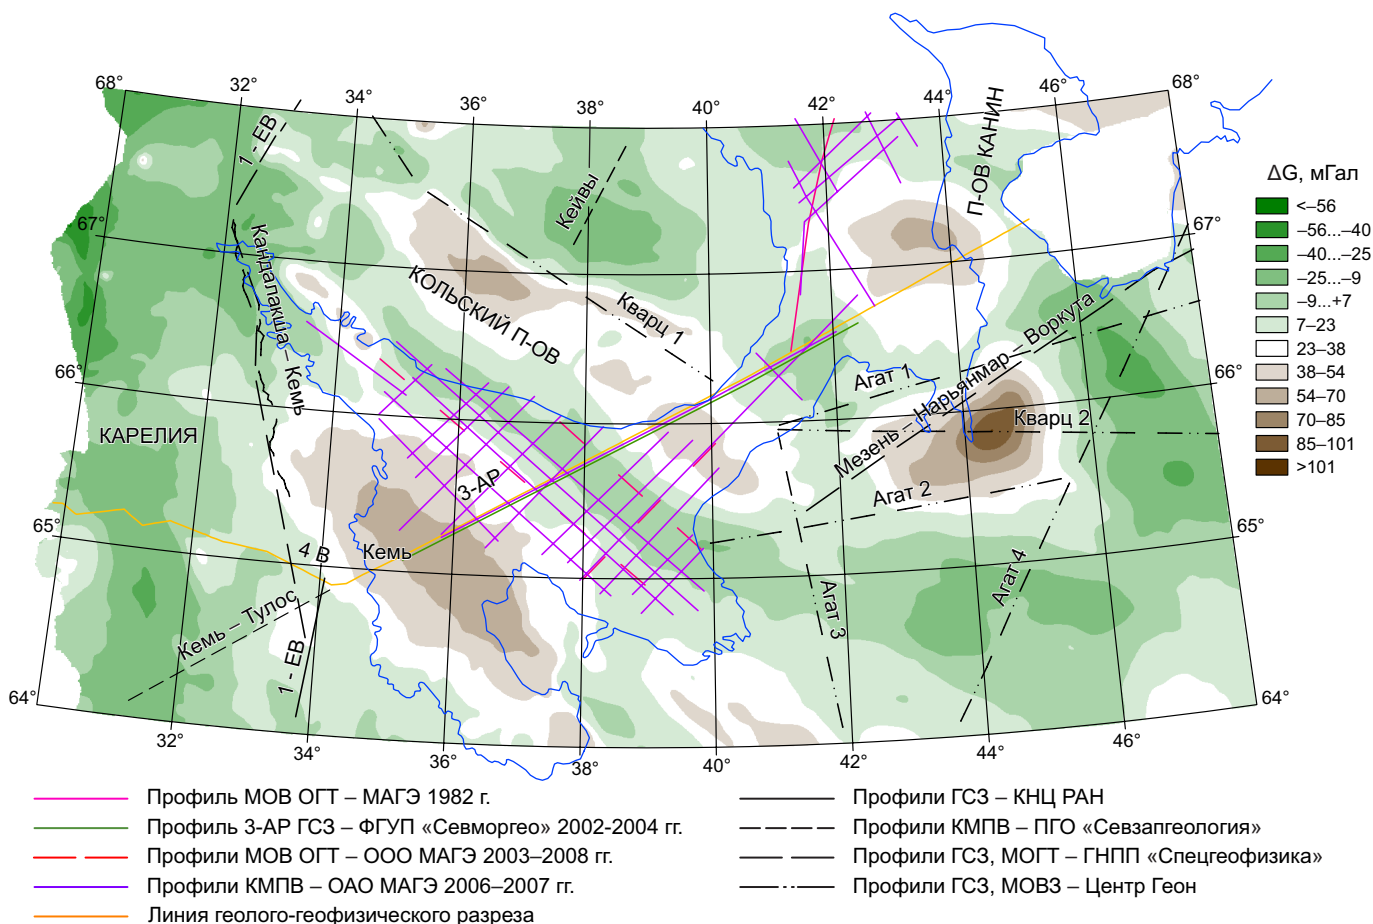 68° 32° 34° 36° 38° 40° 42° 44° 46° 68°
1 - ЕВ
П-ОВ КАНИН
Кейвы
67°
67°
Кандалакша – Кемь
КОЛЬСКИЙ П-ОВ
Кварц 1
66°
66°
Агат 1
Мезень – Нарьянмар – Воркута
КАРЕЛИЯ
Кварц 2
3-АР
Агат 2
65°
65°
4 В
Кемь
Кемь – Тулос
1 - ЕВ
Агат 3
Агат 4
64°
64°
32° 34° 36° 38° 40° 42° 44° 46°
ΔG, мГал
<–56
–56...–40
–40...–25
–25...–9
–9...+7
7–23
23–38
38–54
54–70
70–85
85–101
>101
Профиль МОВ ОГТ – МАГЭ 1982 г.
Профиль 3-АР ГСЗ – ФГУП «Севморгео» 2002-2004 гг.
Профили МОВ ОГТ – ООО МАГЭ 2003–2008 гг.
Профили КМПВ – ОАО МАГЭ 2006–2007 гг.
Линия геолого-геофизического разреза
Профили ГСЗ – КНЦ РАН
Профили КМПВ – ПГО «Севзапгеология»
Профили ГСЗ, МОГТ – ГНПП «Спецгеофизика»
Профили ГСЗ, МОВЗ – Центр Геон